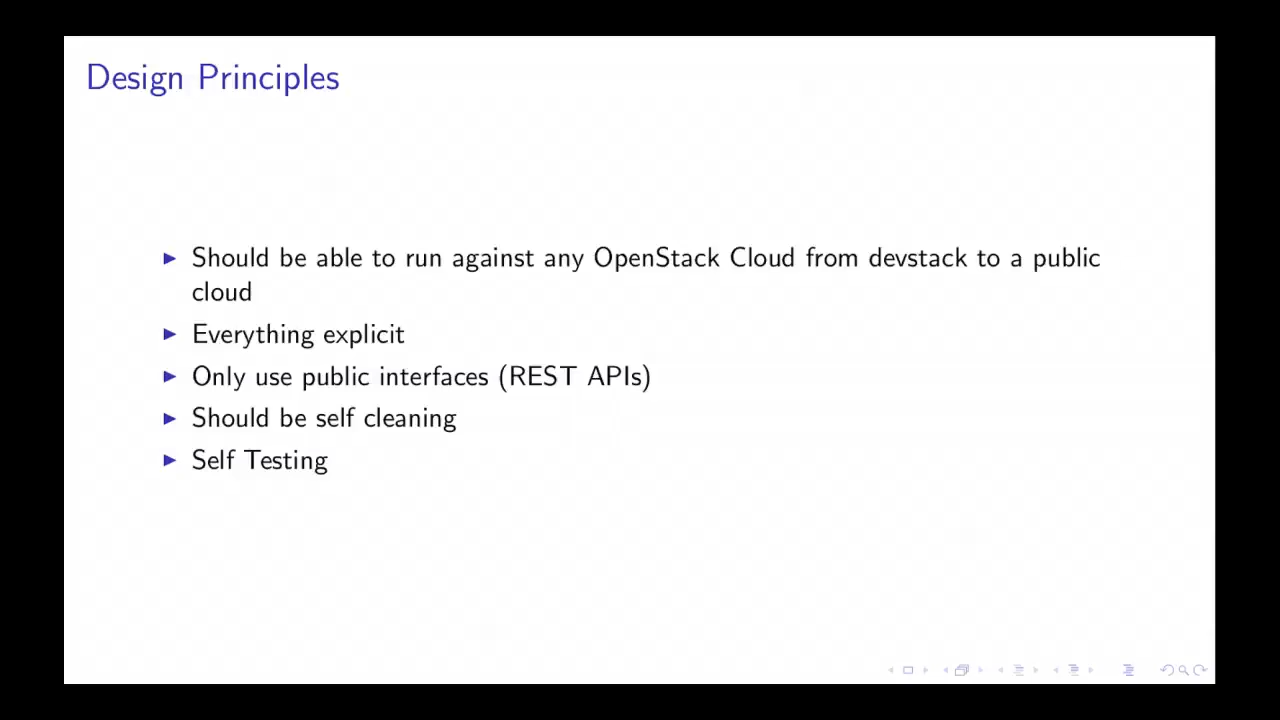 Design Principles
Should be able to run against any OpenStack Cloud from devstack to a public
cloud
Everything explicit
Only use public interfaces (REST APIs)
Should be self cleaning
Self Testing